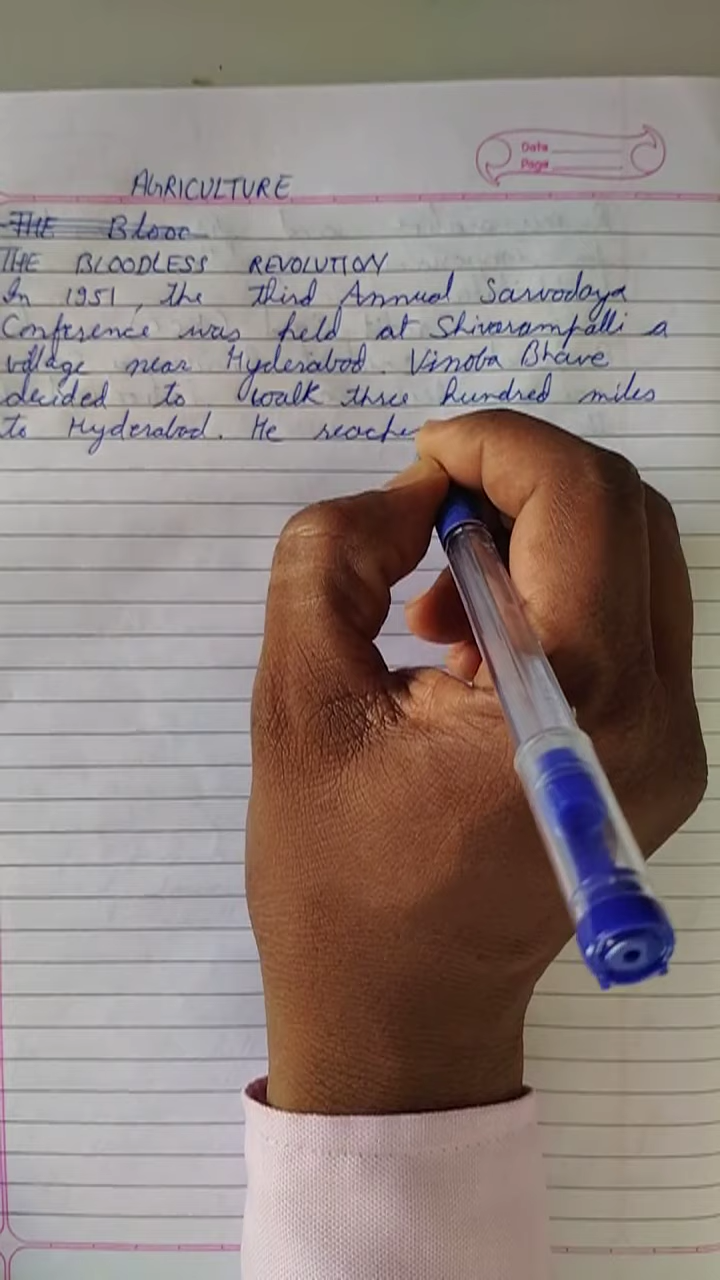 Date
Page
AGRICULTURE
THE Bloo
THE BLOODLESS REVOLUTION
In 1951, the third Annual Sarvodaya
Conference was held at Shivarampalli a
village near Hyderabad. Vinoba Bhave
decided to walk three hundred miles
to Hyderabad. He reache